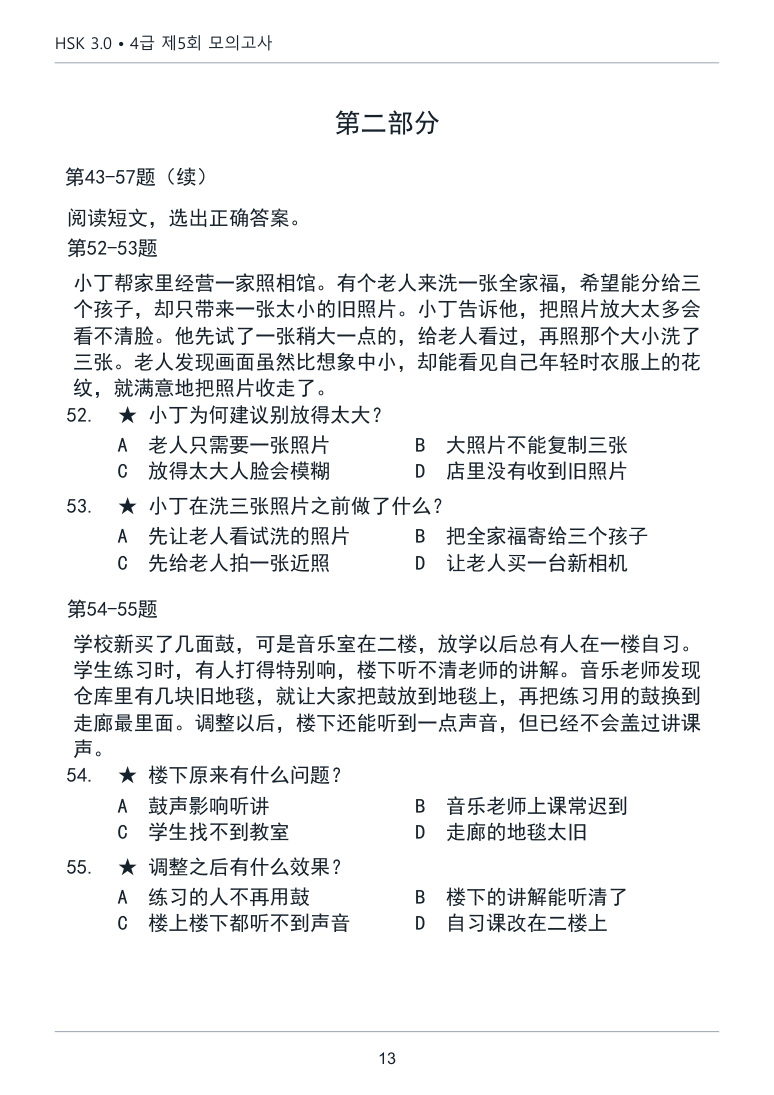 HSK 3.0 • 4급 제5회 모의고사
第二部分
第43-57题（续）
阅读短文，选出正确答案。
第52-53题
小丁帮家里经营一家照相馆。有个老人来洗一张全家福，希望能分给三
个孩子，却只带来一张太小的旧照片。小丁告诉他，把照片放大太多会
看不清脸。他先试了一张稍大一点的，给老人看过，再照那个大小洗了
三张。老人发现画面虽然比想象中小，却能看见自己年轻时衣服上的花
纹，就满意地把照片收走了。
52. ★ 小丁为何建议别放得太大？
A 老人只需要一张照片 B 大照片不能复制三张
C 放得太大人脸会模糊 D 店里没有收到旧照片
53. ★ 小丁在洗三张照片之前做了什么？
A 先让老人看试洗的照片 B 把全家福寄给三个孩子
C 先给老人拍一张近照 D 让老人买一台新相机
第54-55题
学校新买了几面鼓，可是音乐室在二楼，放学以后总有人在一楼自习。
学生练习时，有人打得特别响，楼下听不清老师的讲解。音乐老师发现
仓库里有几块旧地毯，就让大家把鼓放到地毯上，再把练习用的鼓换到
走廊最里面。调整以后，楼下还能听到一点声音，但已经不会盖过讲课
声。
54. ★ 楼下原来有什么问题？
A 鼓声影响听讲 B 音乐老师上课常迟到
C 学生找不到教室 D 走廊的地毯太旧
55. ★ 调整之后有什么效果？
A 练习的人不再用鼓 B 楼下的讲解能听清了
C 楼上楼下都听不到声音 D 自习课改在二楼上
13